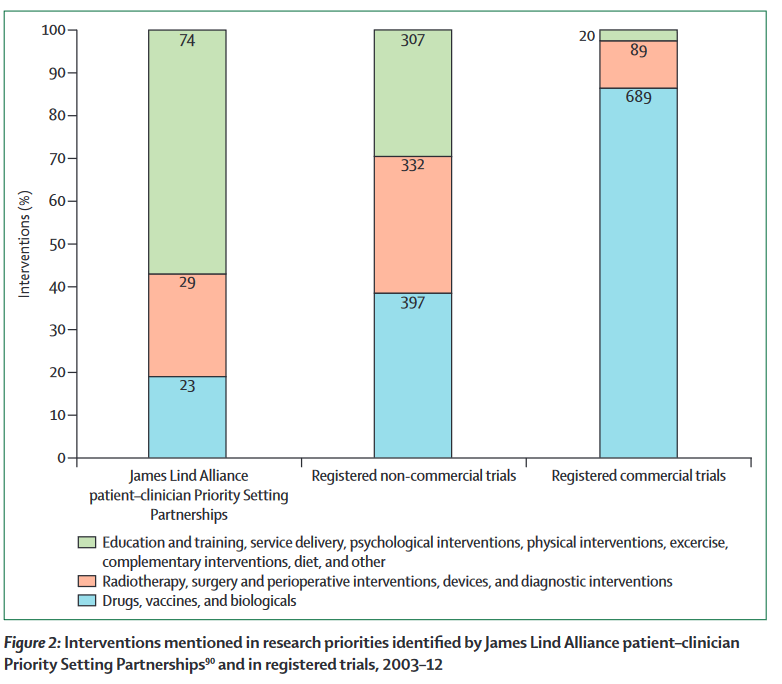 100
90
80
70
60
50
40
30
20
10
0
Interventions (%)
74
29
23
307
332
397
20
89
689
James Lind Alliance
patient–clinician Priority Setting
Partnerships
Registered non-commercial trials
Registered commercial trials
Education and training, service delivery, psychological interventions, physical interventions, excercise,
complementary interventions, diet, and other
Radiotherapy, surgery and perioperative interventions, devices, and diagnostic interventions
Drugs, vaccines, and biologicals
Figure 2: Interventions mentioned in research priorities identified by James Lind Alliance patient–clinician
Priority Setting Partnerships⁹⁰ and in registered trials, 2003–12